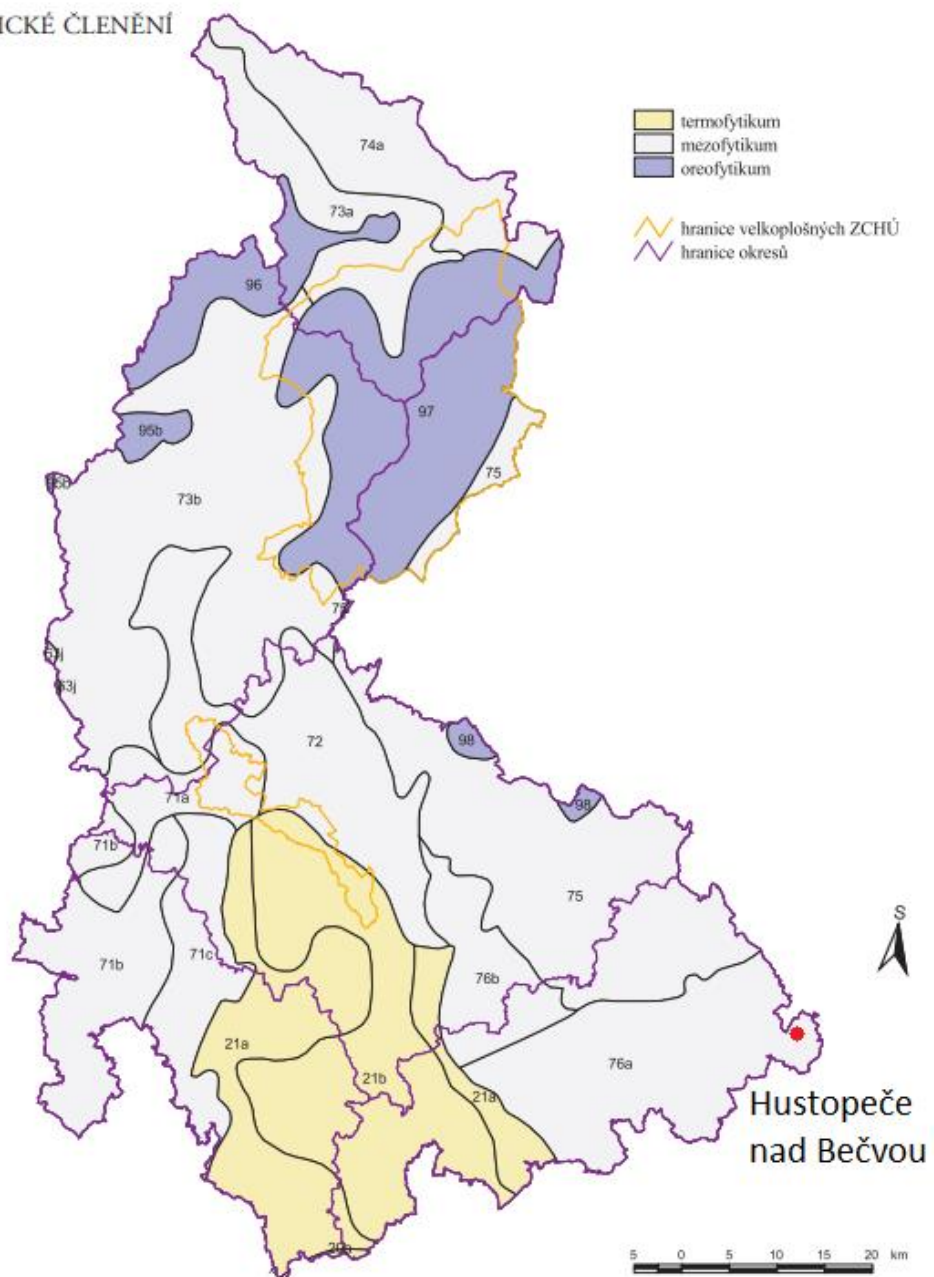 ICKÉ ČLENĚNÍ
termofytikum
mezofytikum
oreofytikum
hranice velkoplošných ZCHÚ
hranice okresů
74a
73a
96
97
95b
75
73b
75
63j
72
98
71a
98
71b
75
S
71c
71b
76b
21a
76a
21b
21a
Hustopeče
nad Bečvou
5 0 5 10 15 20 km